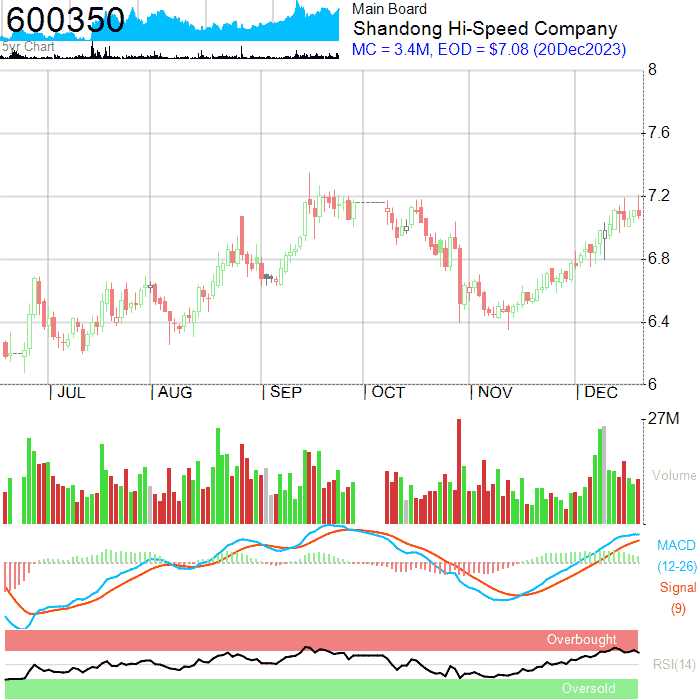 600350
5yr Chart
Main Board
Shandong Hi-Speed Company
MC = 3.4M, EOD = $7.08 (20Dec2023)
8
7.6
7.2
6.8
6.4
6
JUL AUG SEP OCT NOV DEC
27M
Volume
MACD
(12-26)
Signal
(9)
Overbought
RSI(14)
Oversold